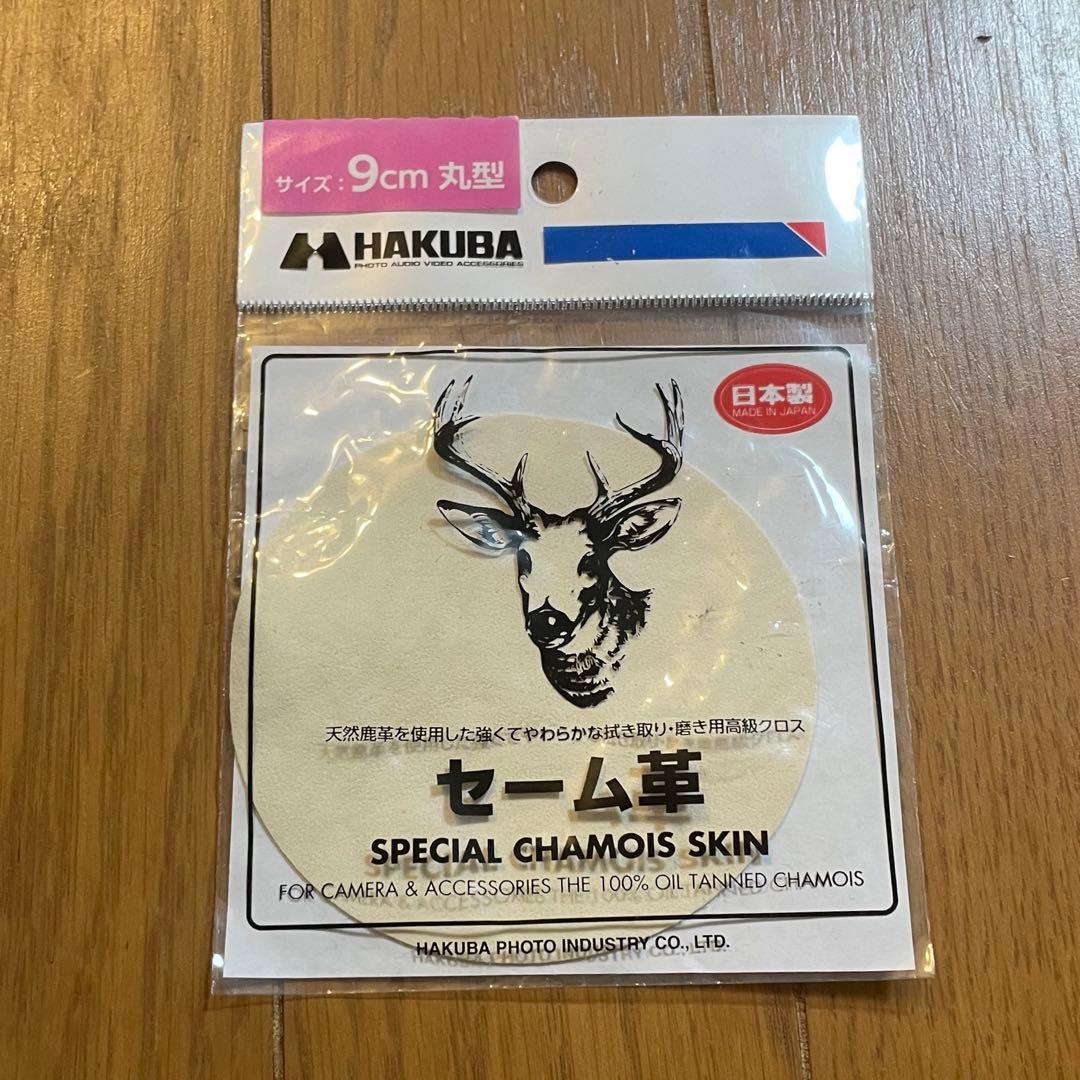 サイズ：9cm 丸型
HAKUBA
PHOTO AUDIO VIDEO ACCESSORIES
日本製
MADE IN JAPAN
天然鹿革を使用した強くてやわらかな拭き取り・磨き用高級クロス
セーム革
SPECIAL CHAMOIS SKIN
FOR CAMERA & ACCESSORIES THE 100% OIL TANNED CHAMOIS
HAKUBA PHOTO INDUSTRY CO., LTD.